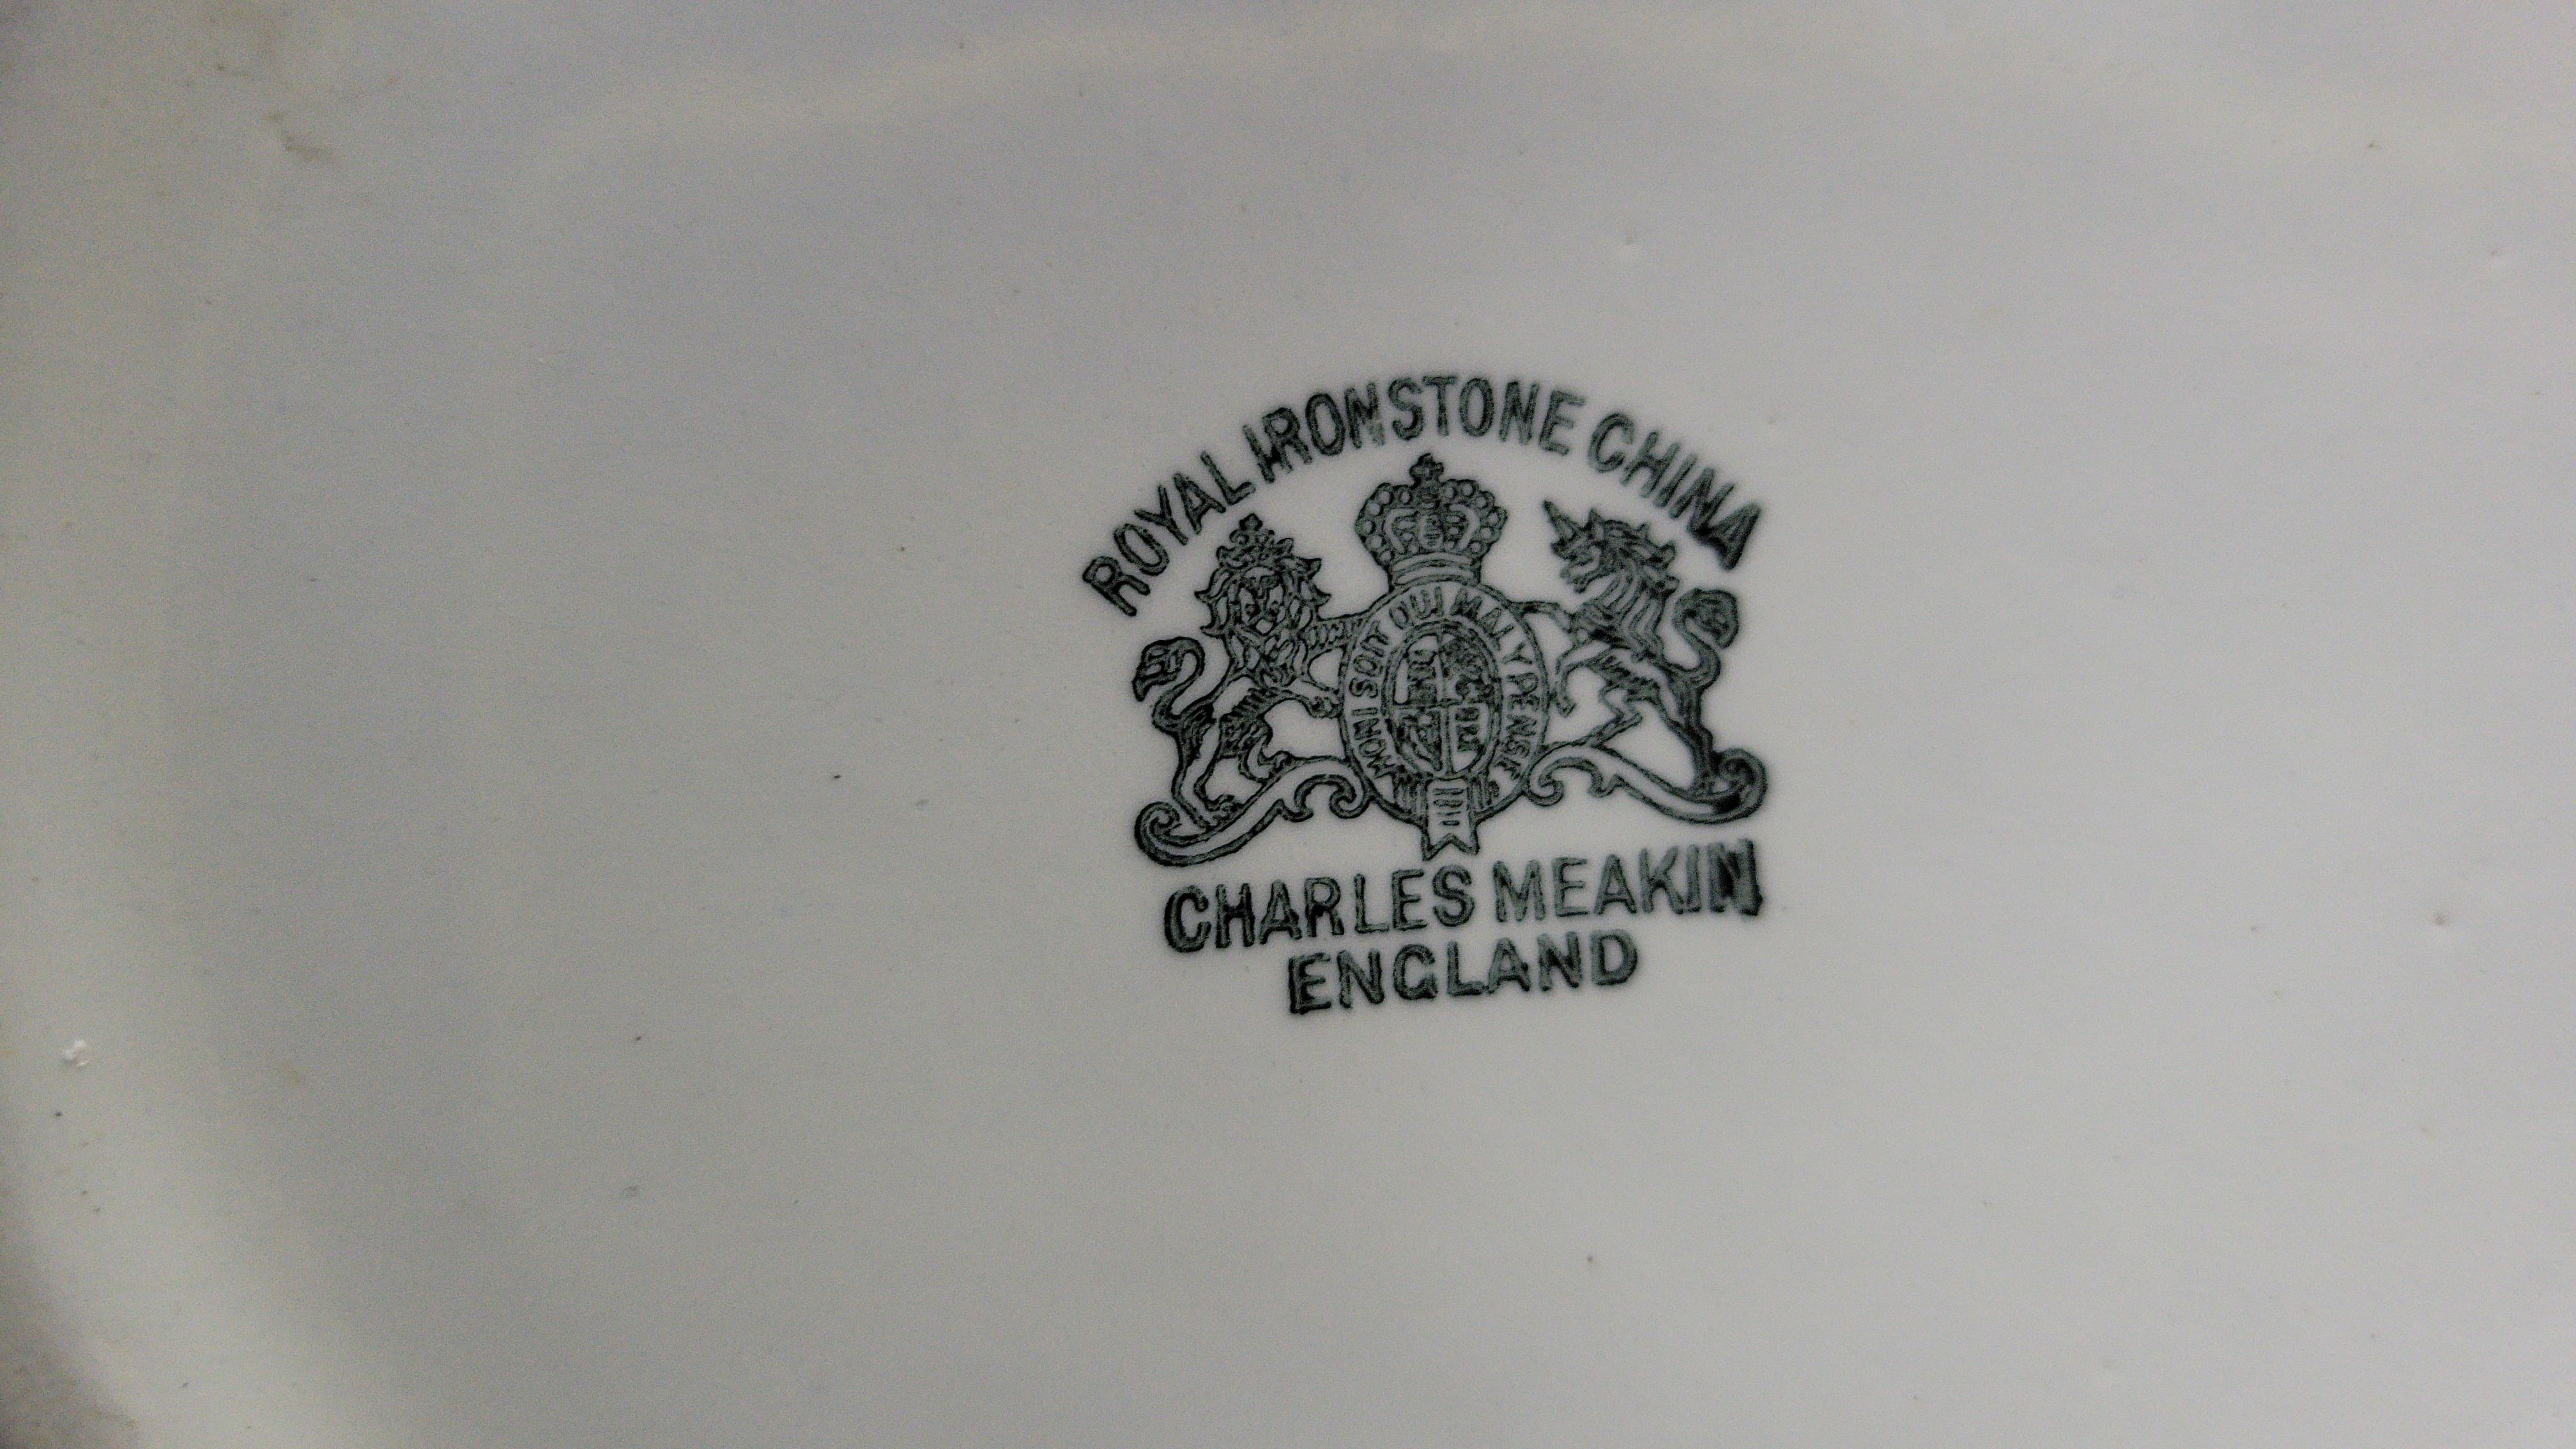 ROYAL IRONSTONE CHINA
HONI SOIT QUI MAL Y PENSE
CHARLES MEAKIN
ENGLAND